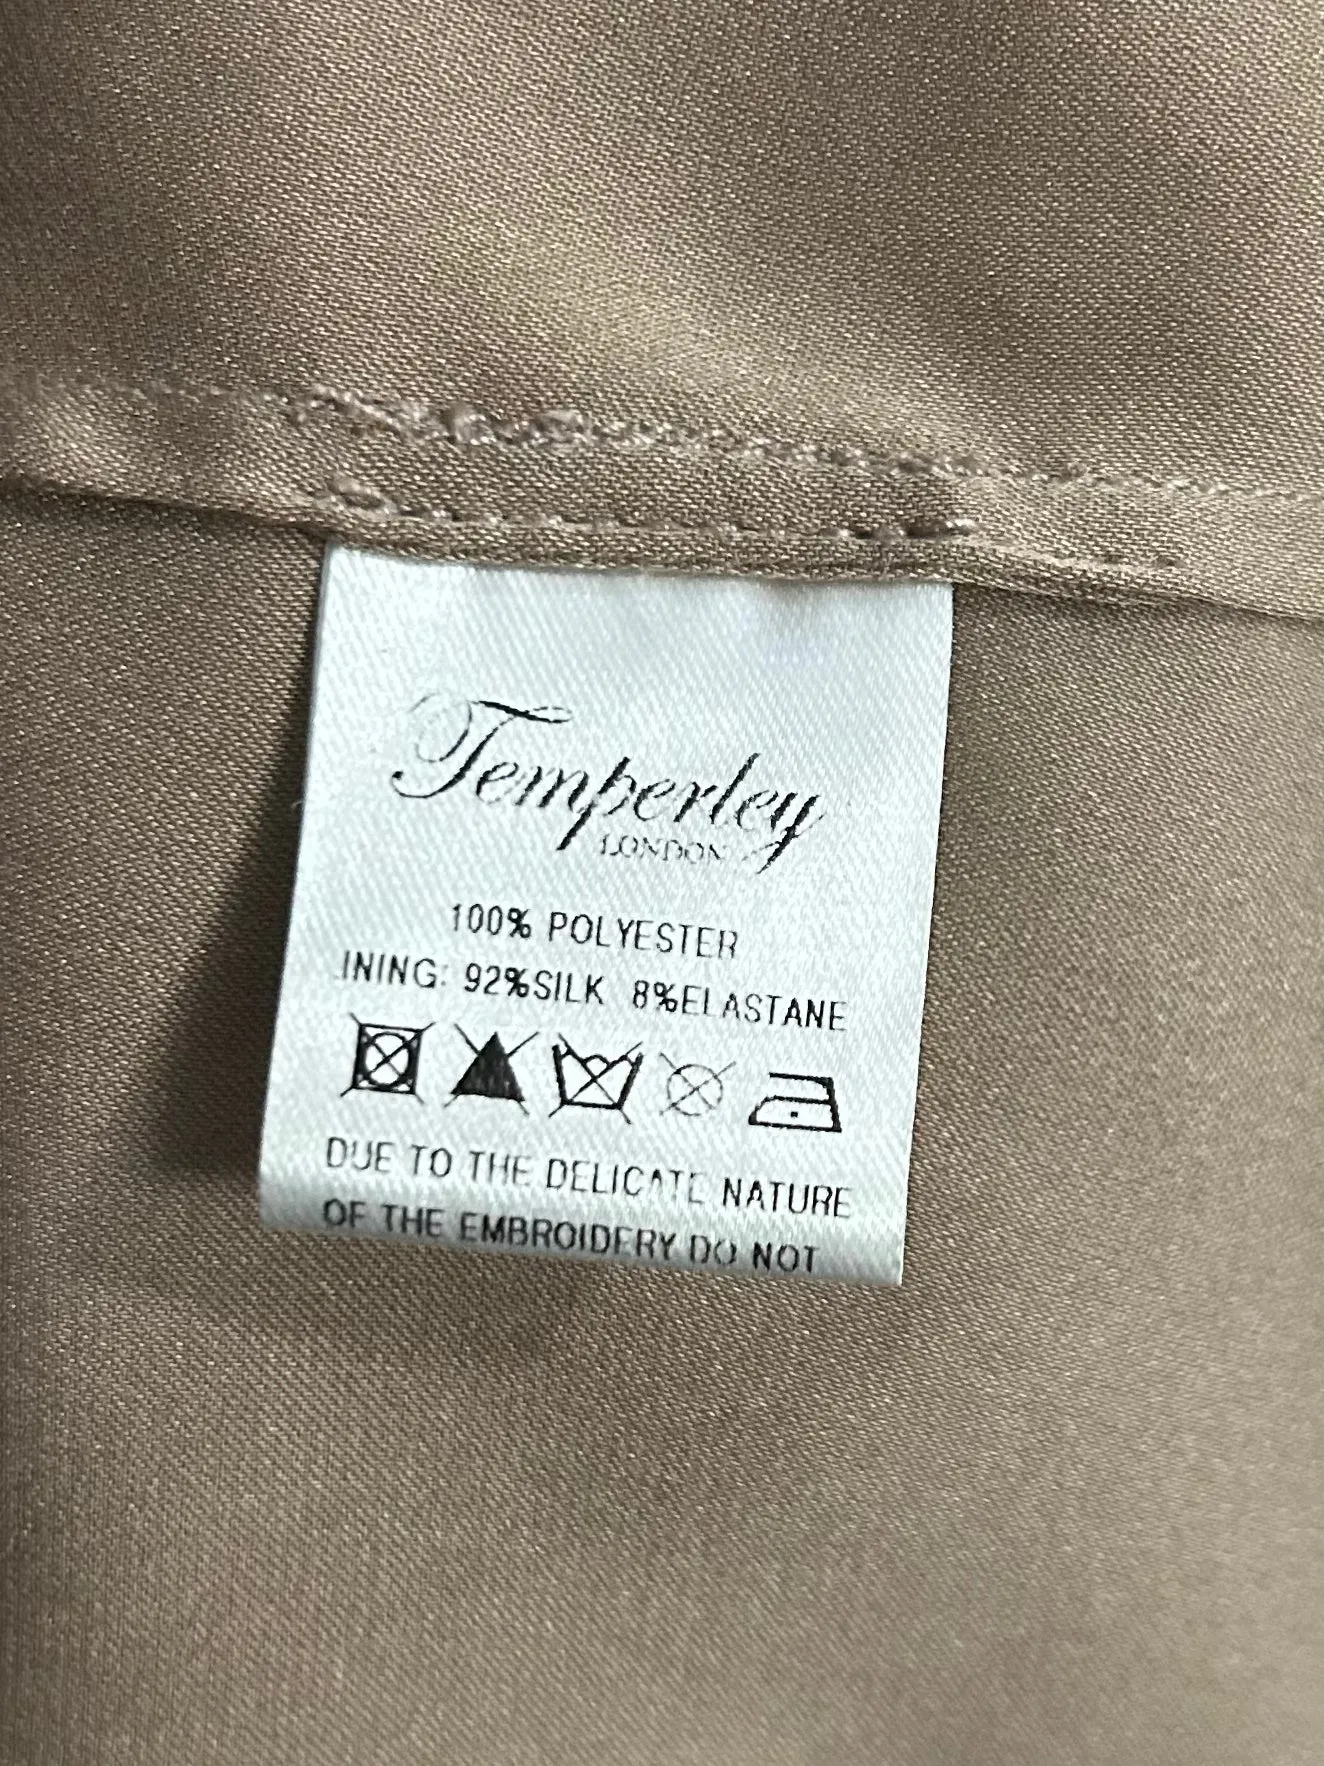 Temperley
LONDON
100% POLYESTER
INING: 92%SILK 8%ELASTANE
DUE TO THE DELICATE NATURE
OF THE EMBROIDERY DO NOT